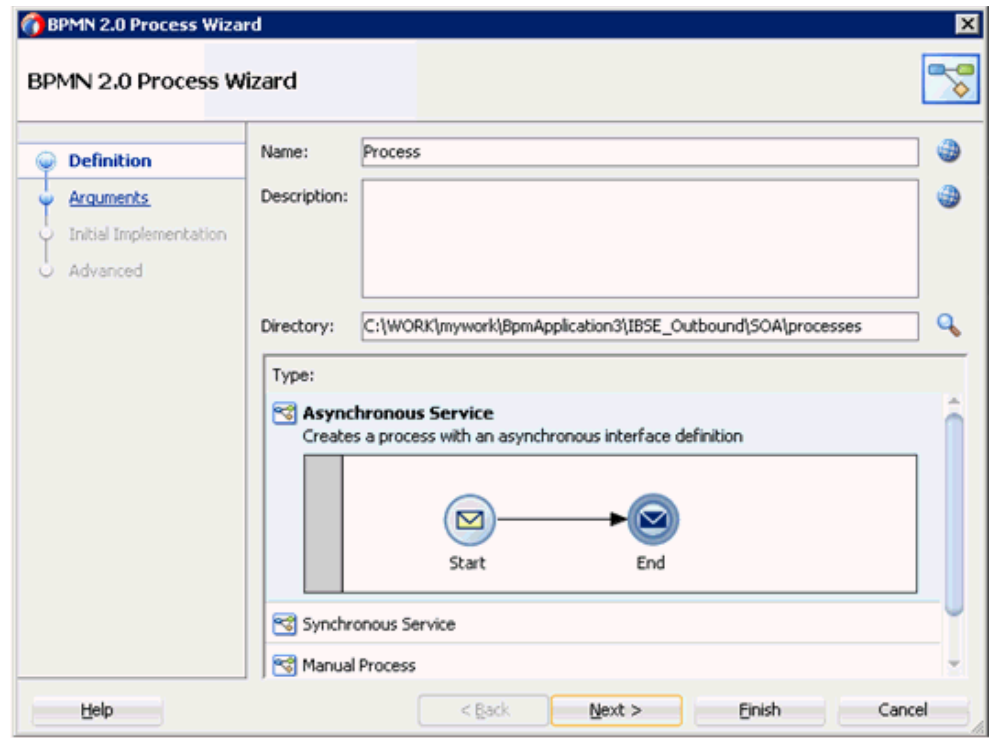 BPMN 2.0 Process Wizard
BPMN 2.0 Process Wizard
Definition
Arguments
Initial Implementation
Advanced
Name: Process
Description:
Directory: C:\WORK\mywork\BpmApplication3\IBSE_Outbound\SOA\processes
Type:
Asynchronous Service
Creates a process with an asynchronous interface definition
Start End
Synchronous Service
Manual Process
Help < Back Next > Finish Cancel